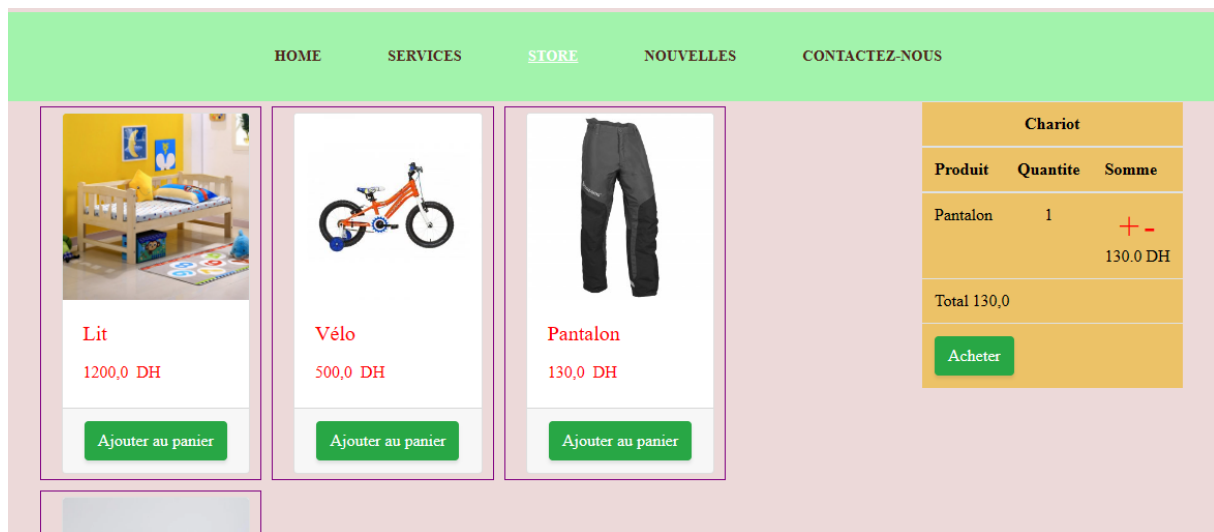 HOME SERVICES STORE NOUVELLES CONTACTEZ-NOUS
Lit
1200,0 DH
Ajouter au panier
Vélo
500,0 DH
Ajouter au panier
Pantalon
130,0 DH
Ajouter au panier
Chariot
Produit Quantite Somme
Pantalon 1 + -
130.0 DH
Total 130,0
Acheter